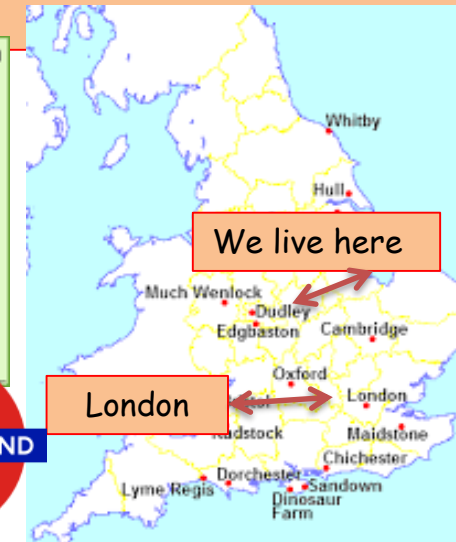 Whitby
Hull
We live here
Much Wenlock
Dudley
Edgbaston
Cambridge
Oxford
London
London
Maidstone
Chichester
Dorchester
Sandown
Lyme Regis
Dinosaur
Farm
ND